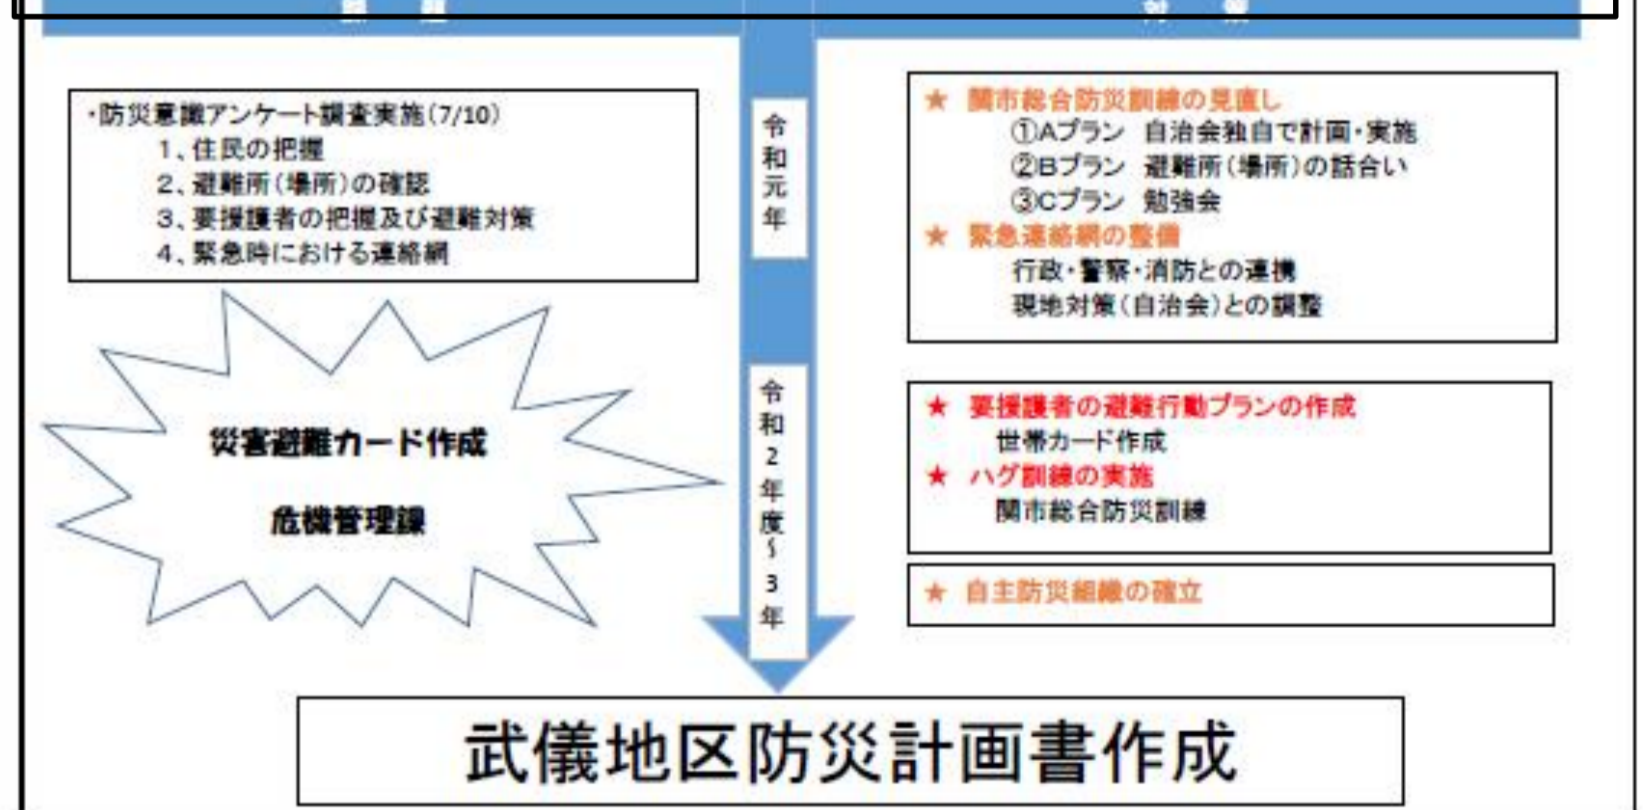 ・防災意識アンケート調査実施(7/10)
1、住民の把握
2、避難所(場所)の確認
3、要援護者の把握及び避難対策
4、緊急時における連絡網
災害避難カード作成
危機管理課
令和元年
令和2年度~3年
★ 関市総合防災訓練の見直し
①Aプラン 自治会独自で計画・実施
②Bプラン 避難所(場所)の話合い
③Cプラン 勉強会
★ 緊急連絡網の整備
行政・警察・消防との連携
現地対策(自治会)との調整
★ 要援護者の避難行動プランの作成
世帯カード作成
★ ハグ訓練の実施
関市総合防災訓練
★ 自主防災組織の確立
武儀地区防災計画書作成